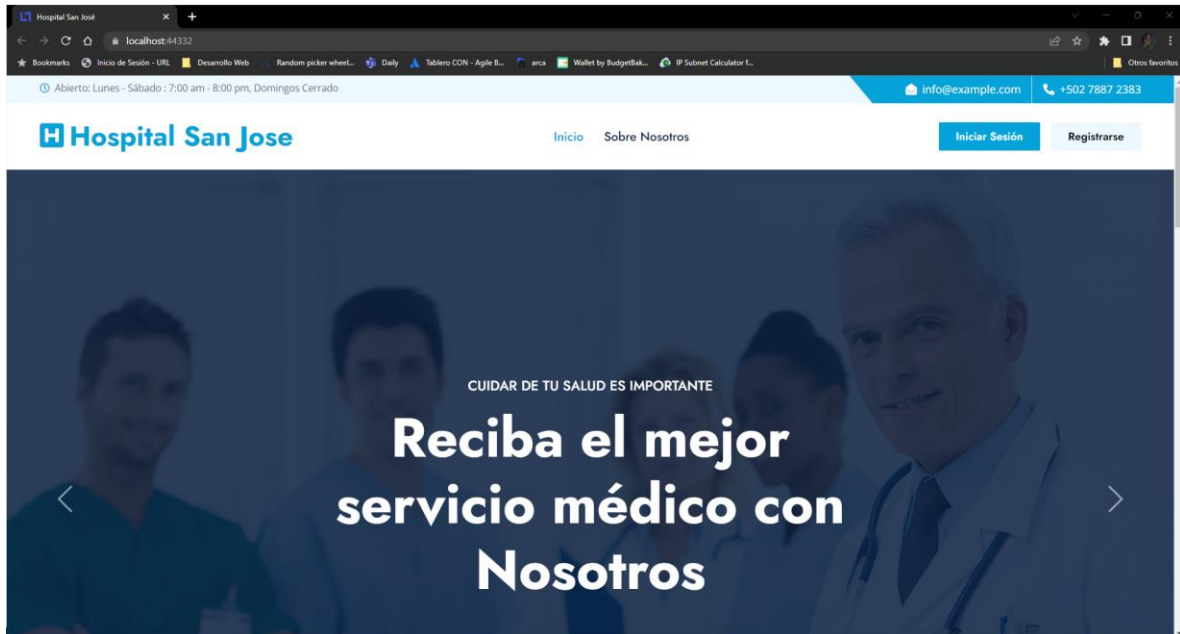 Hospital San José
localhost:44332
Bookmarks Inicio de Sesión - URL Desarrollo Web Random picker wheel... Daily Tablero CON - Agile B... arca Wallet by BudgetBak... IP Subnet Calculator f... Otros favoritos
Abierto: Lunes - Sábado : 7:00 am - 8:00 pm, Domingos Cerrado info@example.com +502 7887 2383
H Hospital San Jose Inicio Sobre Nosotros Iniciar Sesión Registrarse
CUIDAR DE TU SALUD ES IMPORTANTE
Reciba el mejor
servicio médico con
Nosotros